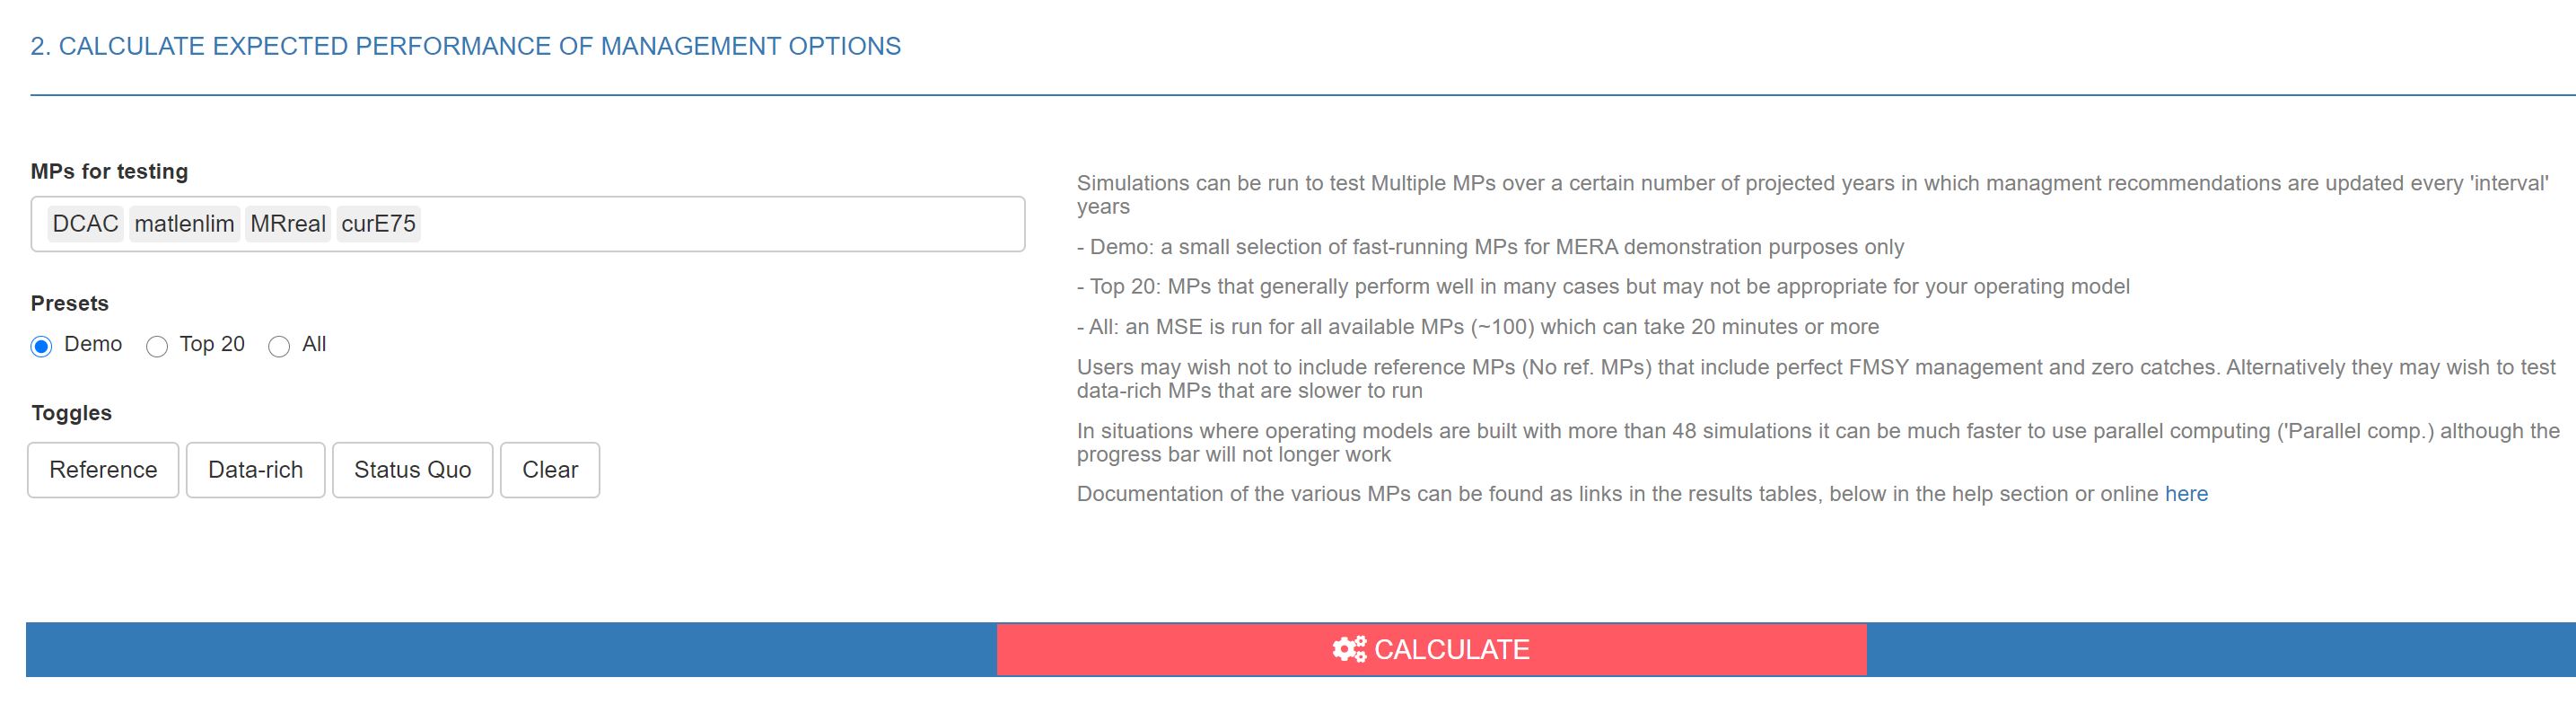 2. CALCULATE EXPECTED PERFORMANCE OF MANAGEMENT OPTIONS
MPs for testing
DCAC matlenlim MRreal curE75
Presets
Demo Top 20 All
Toggles
Reference Data-rich Status Quo Clear
Simulations can be run to test Multiple MPs over a certain number of projected years in which managment recommendations are updated every 'interval'
years
- Demo: a small selection of fast-running MPs for MERA demonstration purposes only
- Top 20: MPs that generally perform well in many cases but may not be appropriate for your operating model
- All: an MSE is run for all available MPs (~100) which can take 20 minutes or more
Users may wish not to include reference MPs (No ref. MPs) that include perfect FMSY management and zero catches. Alternatively they may wish to test
data-rich MPs that are slower to run
In situations where operating models are built with more than 48 simulations it can be much faster to use parallel computing ('Parallel comp.) although the
progress bar will not longer work
Documentation of the various MPs can be found as links in the results tables, below in the help section or online here
CALCULATE